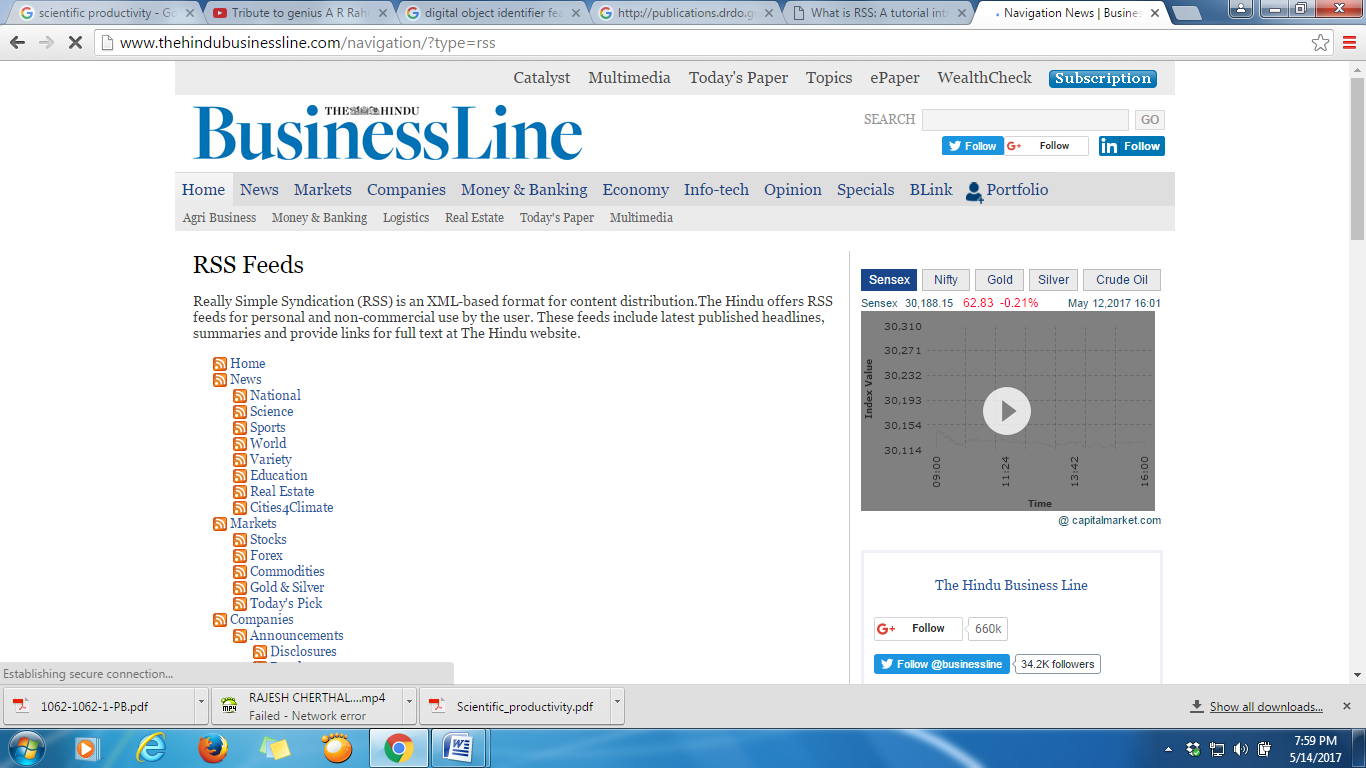 scientific productivity - Go
Tribute to genius A R Rah
digital object identifier fea
http://publications.drdo.g
What is RSS: A tutorial int
Navigation News | Busine
www.thehindubusinessline.com/navigation/?type=rss
Catalyst Multimedia Today's Paper Topics ePaper WealthCheck Subscription
THE HINDU
BusinessLine
SEARCH GO
Follow G+ Follow in Follow
Home News Markets Companies Money & Banking Economy Info-tech Opinion Specials BLink Portfolio
Agri Business Money & Banking Logistics Real Estate Today's Paper Multimedia
RSS Feeds
Really Simple Syndication (RSS) is an XML-based format for content distribution.The Hindu offers RSS
feeds for personal and non-commercial use by the user. These feeds include latest published headlines,
summaries and provide links for full text at The Hindu website.
Home
News
National
Science
Sports
World
Variety
Education
Real Estate
Cities4Climate
Markets
Stocks
Forex
Commodities
Gold & Silver
Today's Pick
Companies
Announcements
Disclosures
Sensex Nifty Gold Silver Crude Oil
Sensex 30,188.15 62.83 -0.21% May 12,2017 16:01
30,310
30,271
30,232
30,193
30,154
30,114
Index Value
09:00 11:24 13:42 16:00
Time
@ capitalmarket.com
The Hindu Business Line
G+ Follow 660k
Follow @businessline 34.2K followers
Establishing secure connection...
1062-1062-1-PB.pdf
RAJESH CHERTHAL....mp4
Failed - Network error
Scientific_productivity.pdf
Show all downloads...
7:59 PM
5/14/2017